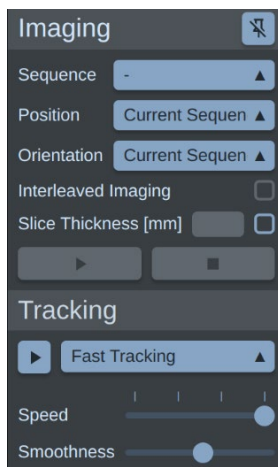 Imaging
Sequence -
Position Current Sequen
Orientation Current Sequen
Interleaved Imaging
Slice Thickness [mm]
Tracking
Fast Tracking
Speed
Smoothness